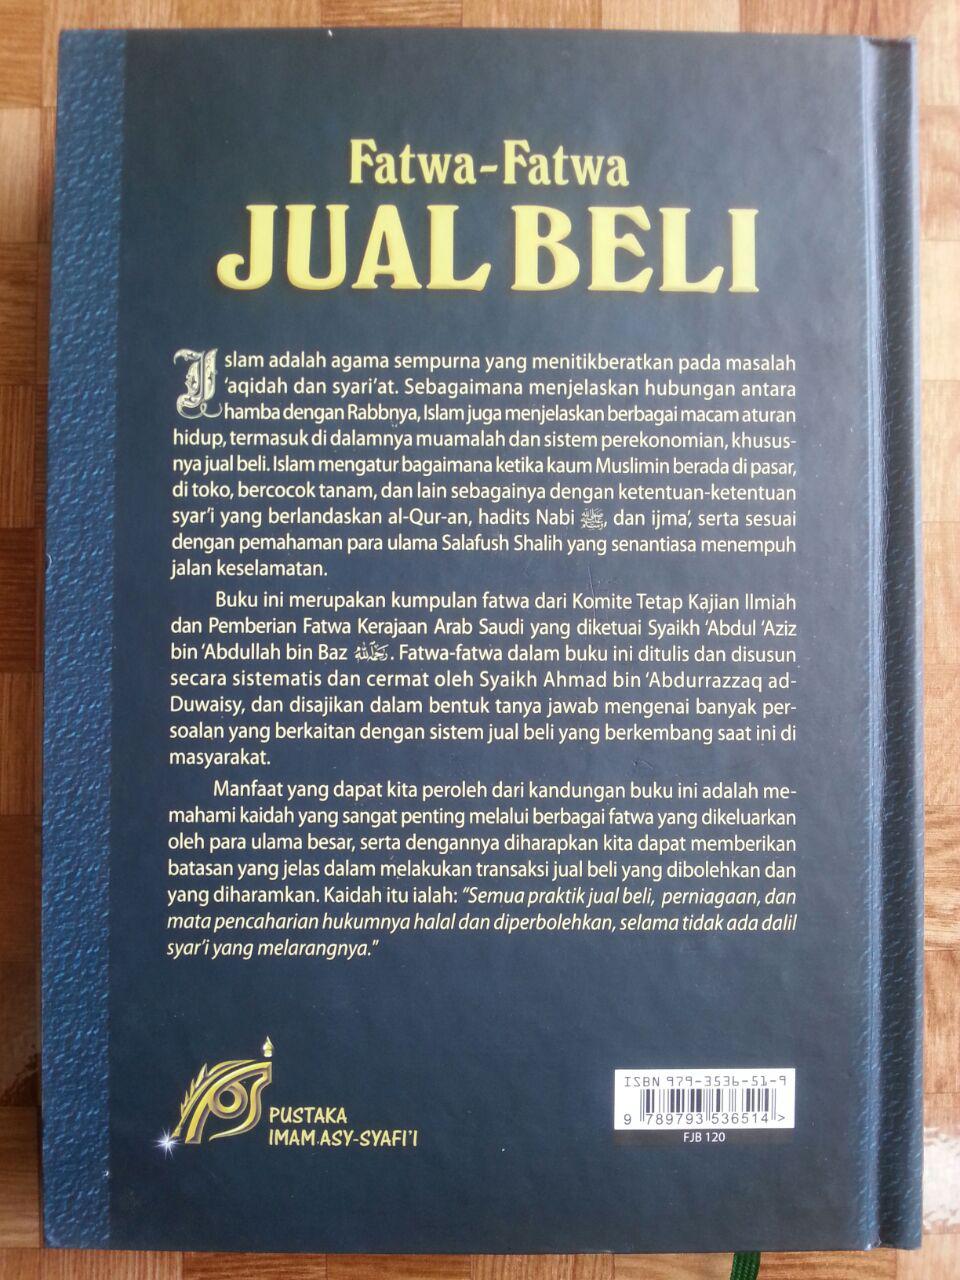 Fatwa-Fatwa
JUAL BELI
Islam adalah agama sempurna yang menitikberatkan pada masalah
'aqidah dan syari'at. Sebagaimana menjelaskan hubungan antara
hamba dengan Rabbnya, Islam juga menjelaskan berbagai macam aturan
hidup, termasuk di dalamnya muamalah dan sistem perekonomian, khusus-
nya jual beli. Islam mengatur bagaimana ketika kaum Muslimin berada di pasar,
di toko, bercocok tanam, dan lain sebagainya dengan ketentuan-ketentuan
syar'i yang berlandaskan al-Qur-an, hadits Nabi ﷺ, dan ijma', serta sesuai
dengan pemahaman para ulama Salafush Shalih yang senantiasa menempuh
jalan keselamatan.
Buku ini merupakan kumpulan fatwa dari Komite Tetap Kajian Ilmiah
dan Pemberian Fatwa Kerajaan Arab Saudi yang diketuai Syaikh 'Abdul 'Aziz
bin 'Abdullah bin Baz رحمه الله. Fatwa-fatwa dalam buku ini ditulis dan disusun
secara sistematis dan cermat oleh Syaikh Ahmad bin 'Abdurrazzaq ad-
Duwaisy, dan disajikan dalam bentuk tanya jawab mengenai banyak per-
soalan yang berkaitan dengan sistem jual beli yang berkembang saat ini di
masyarakat.
Manfaat yang dapat kita peroleh dari kandungan buku ini adalah me-
mahami kaidah yang sangat penting melalui berbagai fatwa yang dikeluarkan
oleh para ulama besar, serta dengannya diharapkan kita dapat memberikan
batasan yang jelas dalam melakukan transaksi jual beli yang dibolehkan dan
yang diharamkan. Kaidah itu ialah: "Semua praktik jual beli, perniagaan, dan
mata pencaharian hukumnya halal dan diperbolehkan, selama tidak ada dalil
syar'i yang melarangnya."
PUSTAKA
IMAM ASY-SYAFI'I
ISBN 979-3536-51-9
9 789793 536514 >
FJB 120